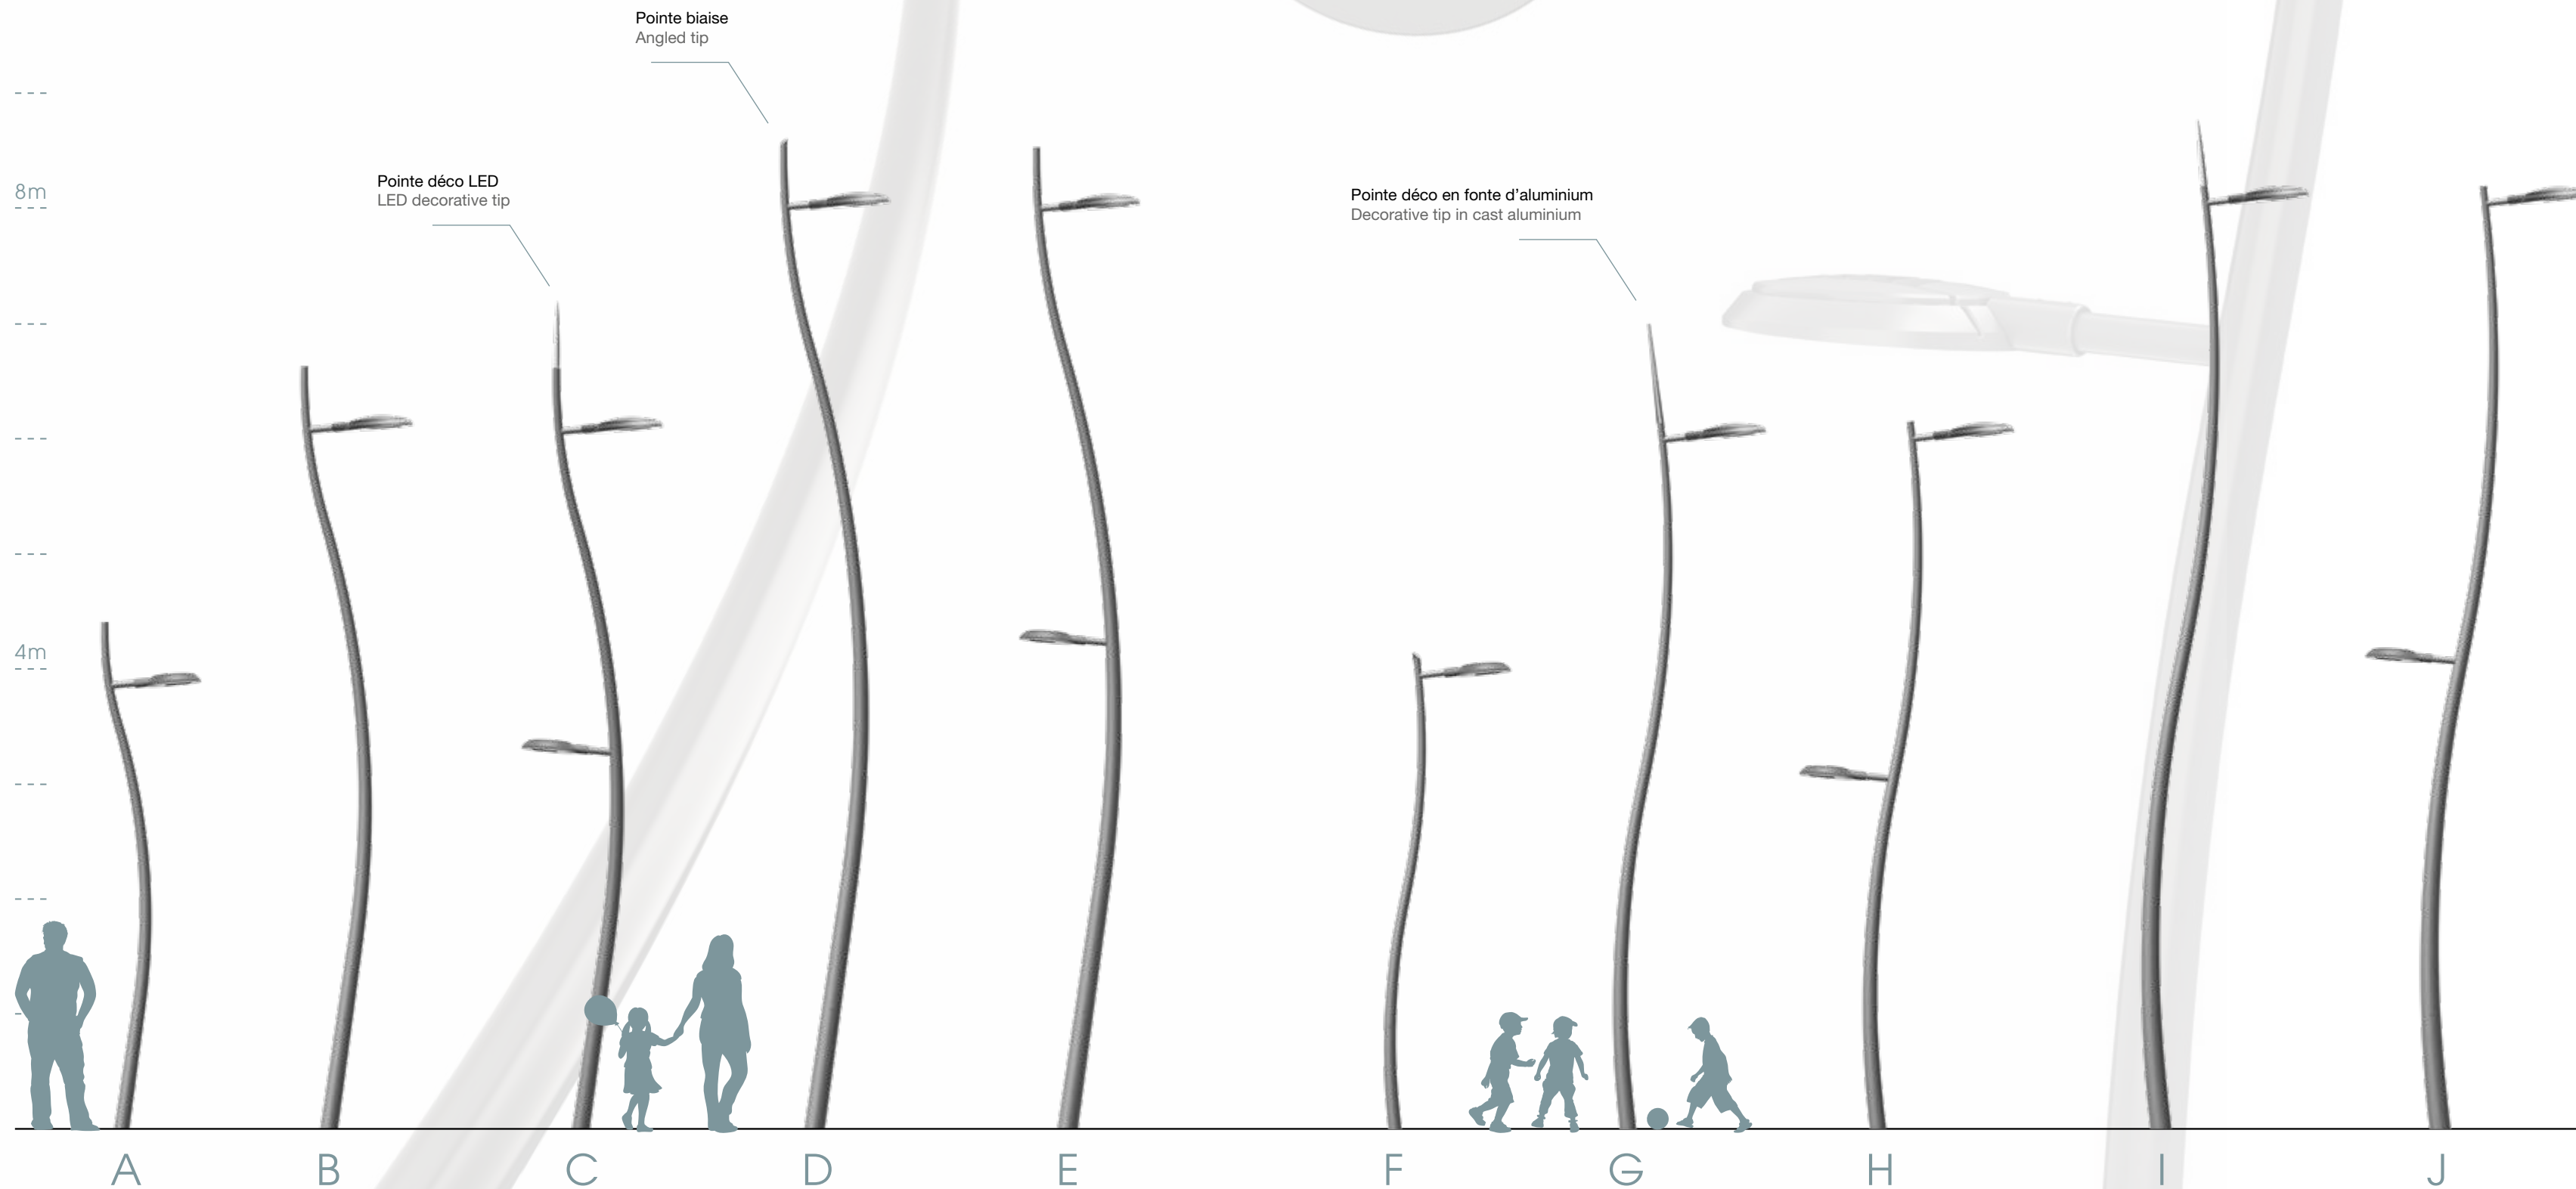 Pointe biaise
Angled tip
Pointe déco LED
LED decorative tip
Pointe déco en fonte d’aluminium
Decorative tip in cast aluminium
8m
4m
A B C D E F G H I J